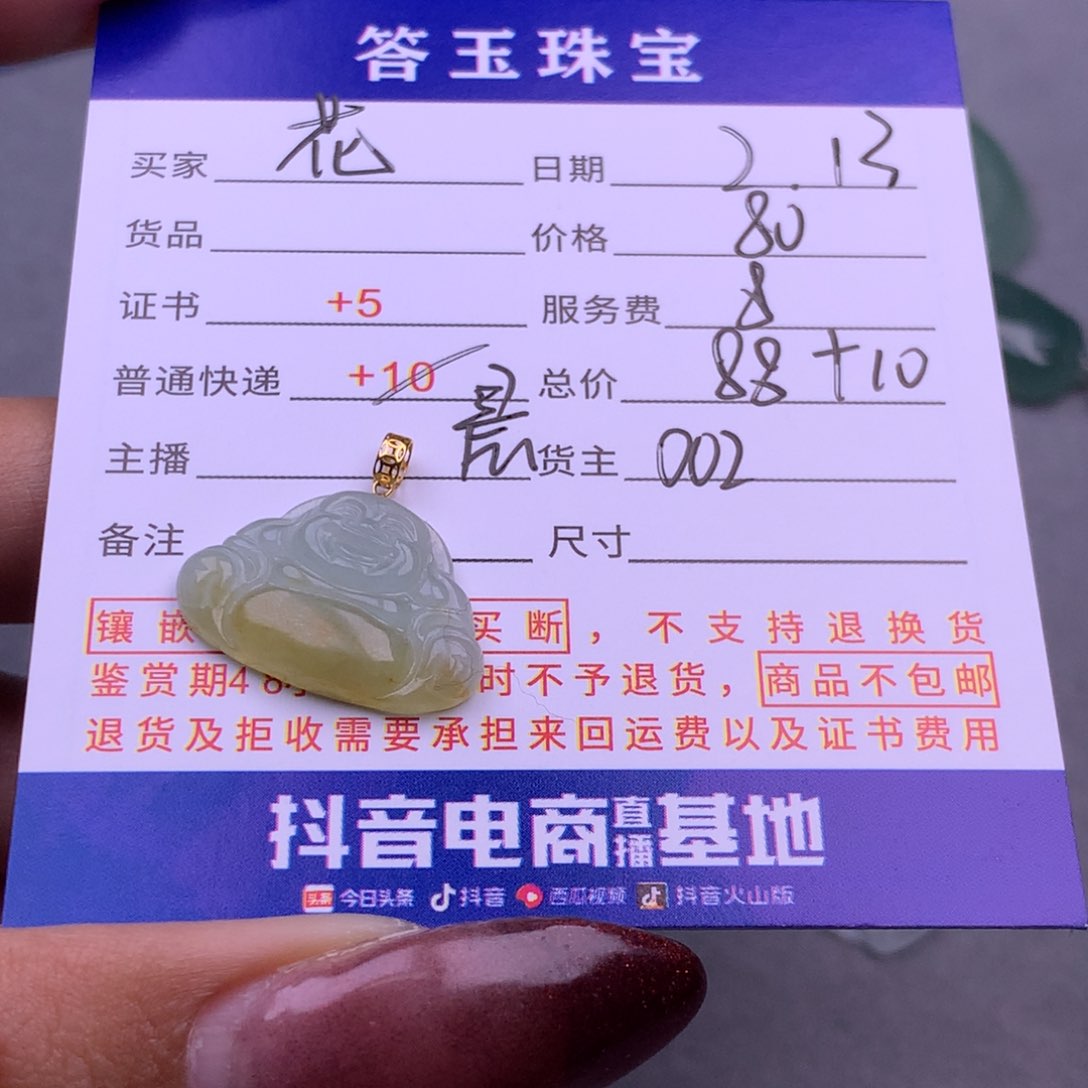 答玉珠宝
买家 花 日期 2.13
货品 价格 80
证书 +5 服务费 8
普通快递 +10 总价 88+10
主播 货主 002
备注 尺寸
镶嵌 买断，不支持退换货
鉴赏期48 时不予退货，商品不包邮
退货及拒收需要承担来回运费以及证书费用
抖音电商直播基地
头条 今日头条 抖音 西瓜视频 抖音火山版